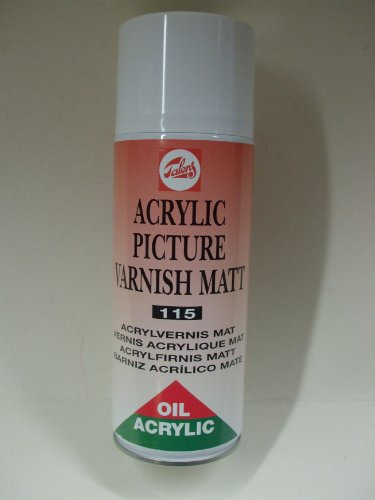 Talens
ACRYLIC
PICTURE
VARNISH MATT
115
ACRYLVERNIS MAT
VERNIS ACRYLIQUE MAT
ACRYLFIRNIS MATT
BARNIZ ACRÍLICO MATE
OIL
ACRYLIC